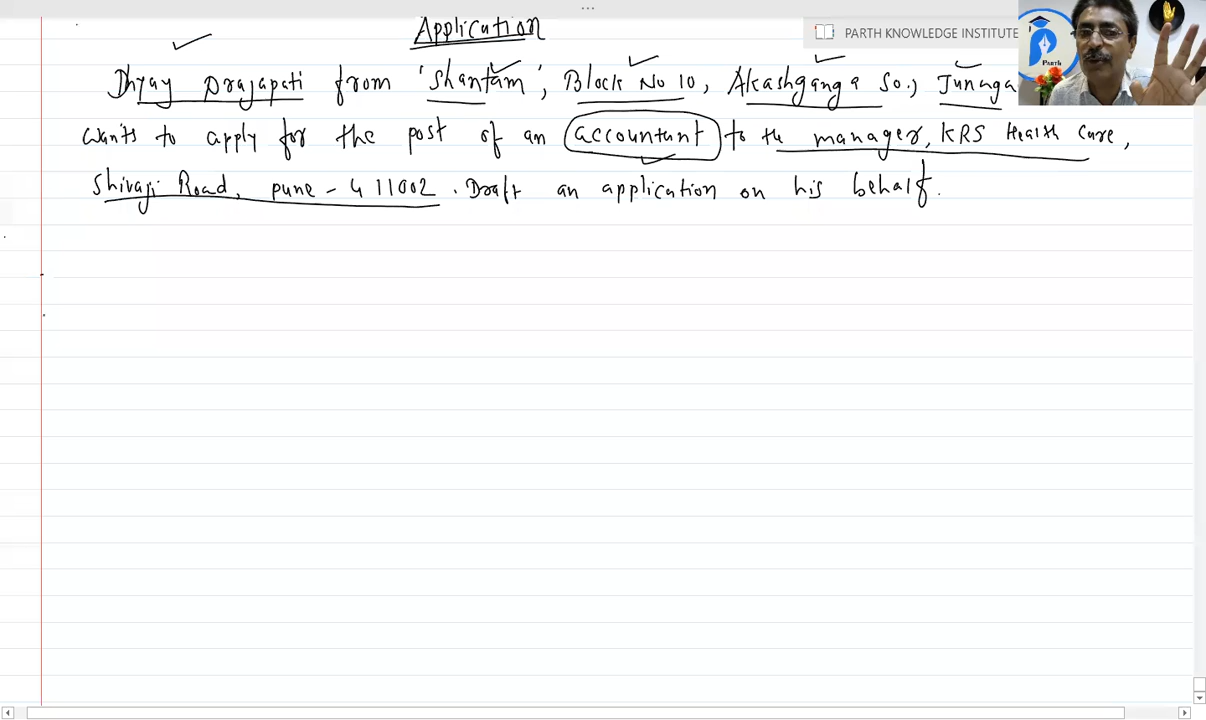 Application
PARTH KNOWLEDGE INSTITUTE
Parth
Dhyay Prajapati from 'Shantam', Block No 10, Akashganga So., Junaga
wants to apply for the post of an accountant to the manager, KRS Health Care,
Shivaji Road, pune - 411002. Draft an application on his behalf.